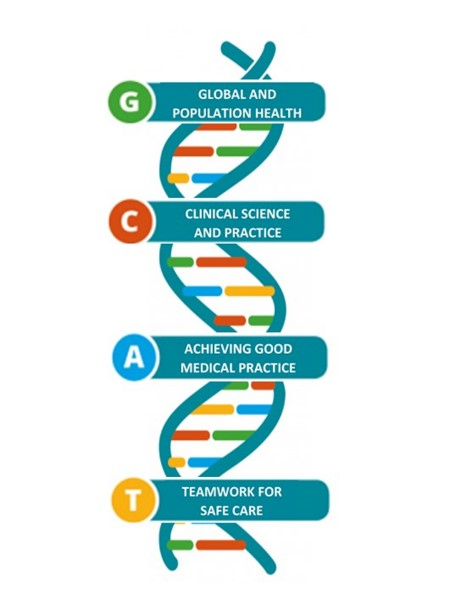 G
GLOBAL AND
POPULATION HEALTH
C
CLINICAL SCIENCE
AND PRACTICE
A
ACHIEVING GOOD
MEDICAL PRACTICE
T
TEAMWORK FOR
SAFE CARE